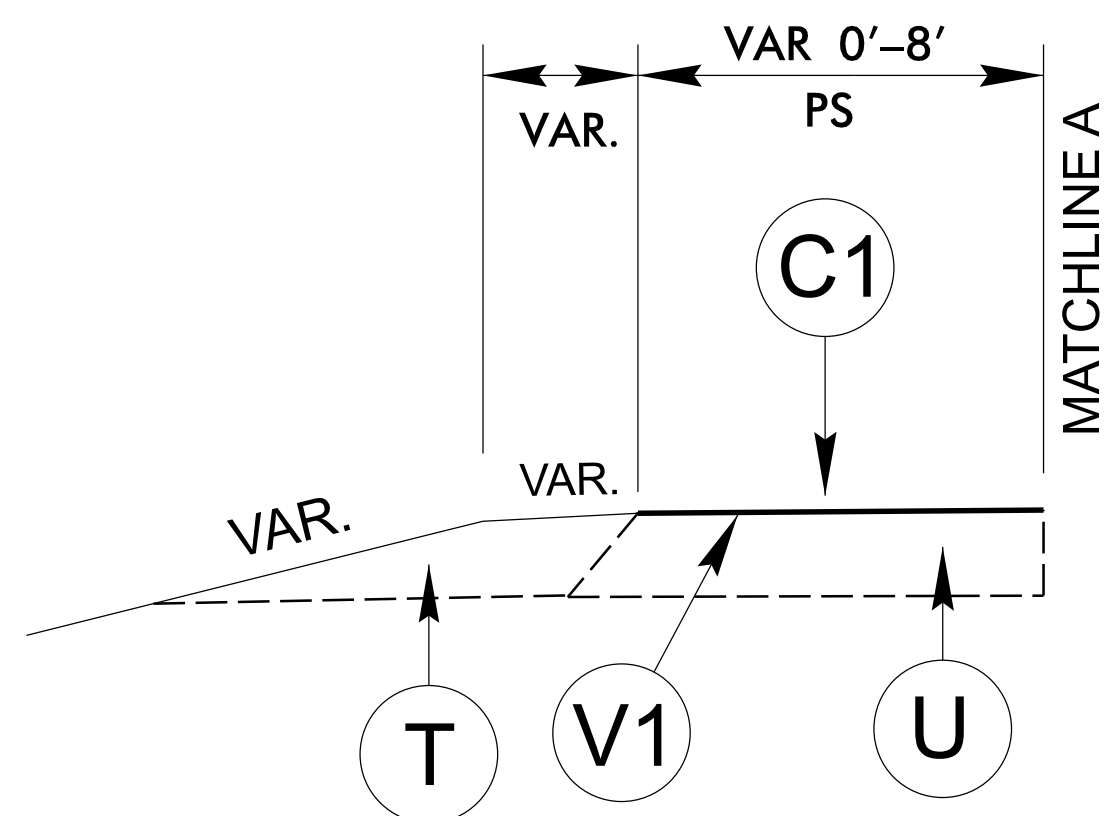 VAR 0'–8'
PS
VAR.
MATCHLINE A
C1
VAR.
VAR.
T
V1
U